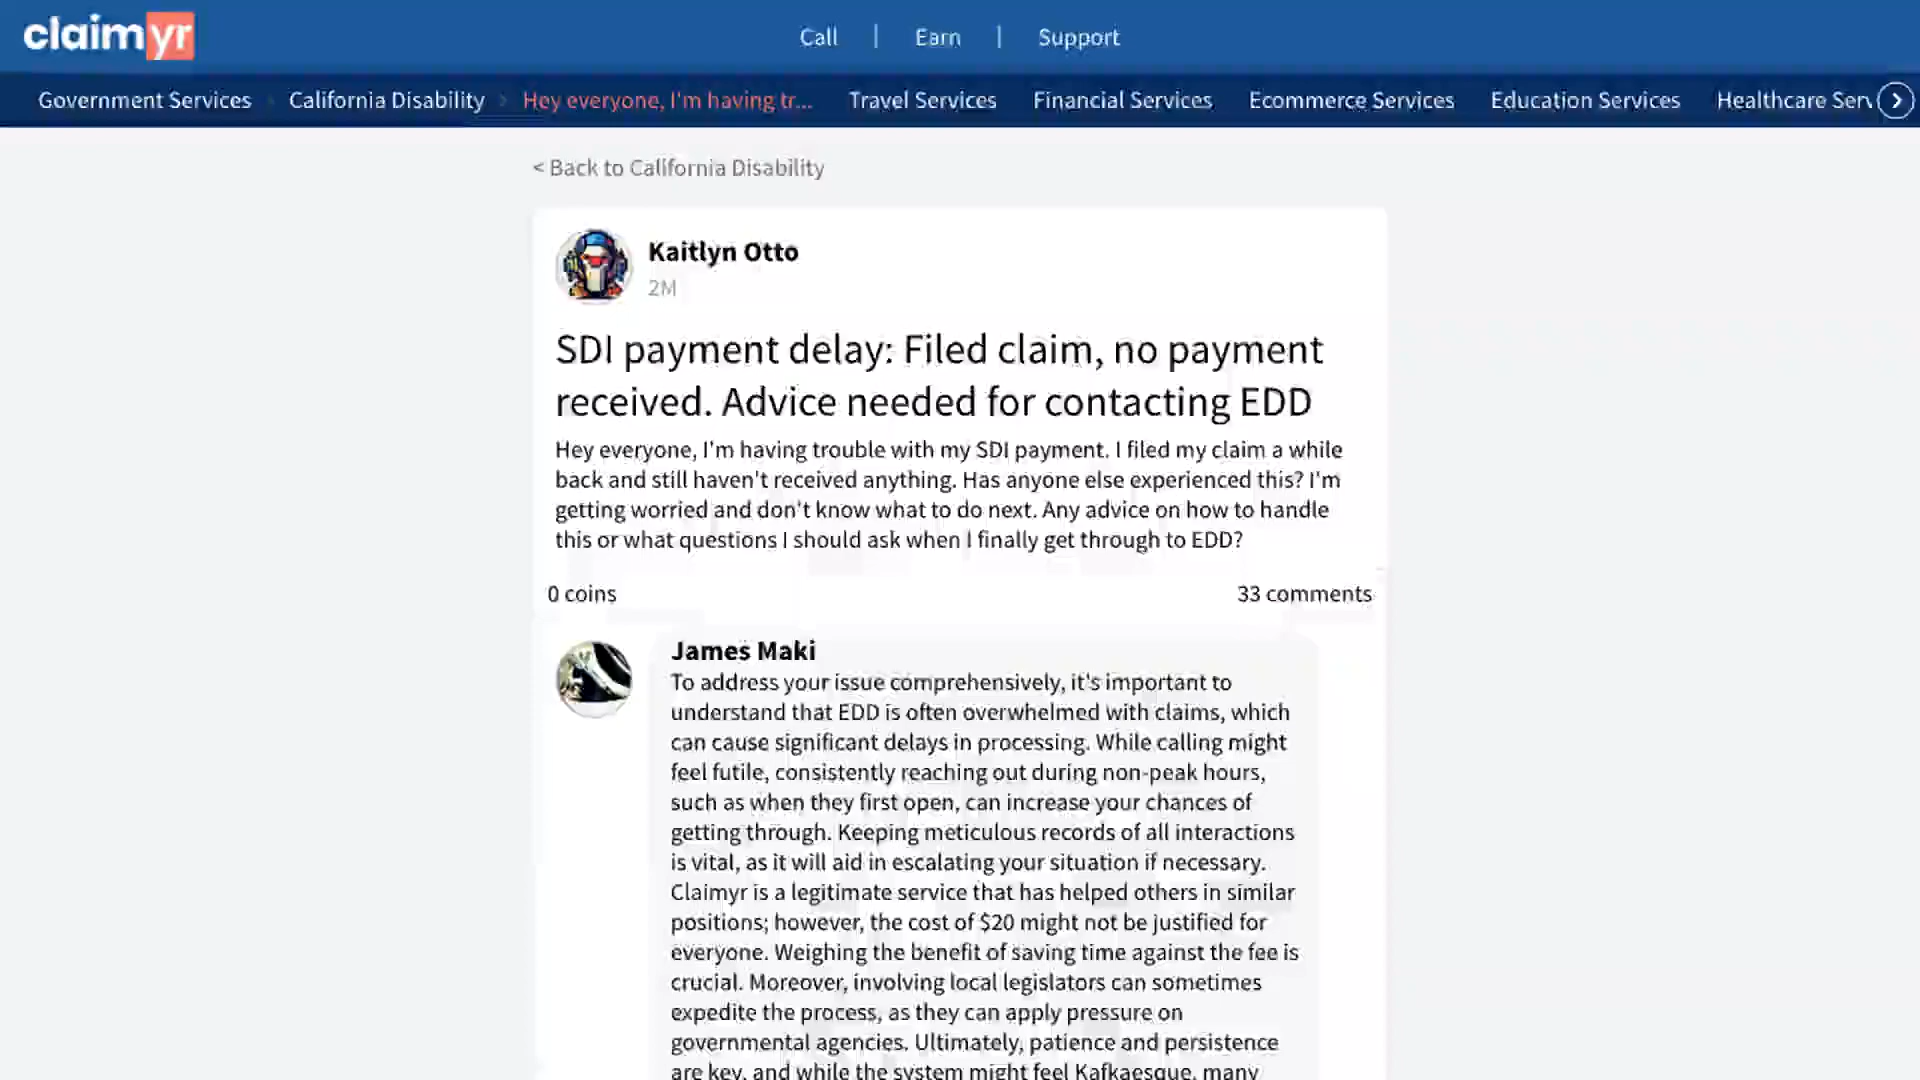 claimyr
Call | Earn | Support
Government Services > California Disability > Hey everyone, I'm having tr... Travel Services Financial Services Ecommerce Services Education Services Healthcare Serv
< Back to California Disability
Kaitlyn Otto
2M
SDI payment delay: Filed claim, no payment
received. Advice needed for contacting EDD
Hey everyone, I'm having trouble with my SDI payment. I filed my claim a while
back and still haven't received anything. Has anyone else experienced this? I'm
getting worried and don't know what to do next. Any advice on how to handle
this or what questions I should ask when I finally get through to EDD?
0 coins 33 comments
James Maki
To address your issue comprehensively, it's important to
understand that EDD is often overwhelmed with claims, which
can cause significant delays in processing. While calling might
feel futile, consistently reaching out during non-peak hours,
such as when they first open, can increase your chances of
getting through. Keeping meticulous records of all interactions
is vital, as it will aid in escalating your situation if necessary.
Claimyr is a legitimate service that has helped others in similar
positions; however, the cost of $20 might not be justified for
everyone. Weighing the benefit of saving time against the fee is
crucial. Moreover, involving local legislators can sometimes
expedite the process, as they can apply pressure on
governmental agencies. Ultimately, patience and persistence
are key, and while the system might feel Kafkaesque, many